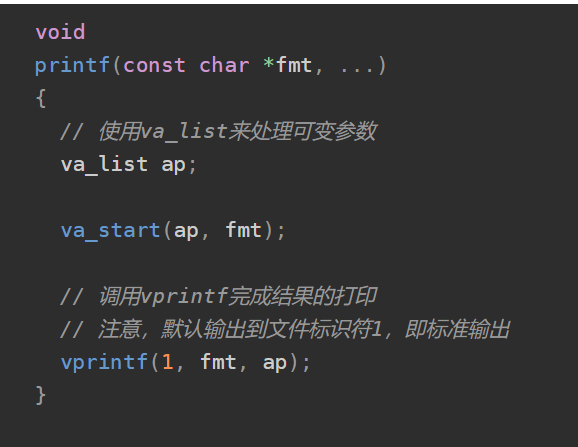 void
printf(const char *fmt, ...)
{
// 使用va_list来处理可变参数
va_list ap;
va_start(ap, fmt);
// 调用vprintf完成结果的打印
// 注意，默认输出到文件标识符1，即标准输出
vprintf(1, fmt, ap);
}